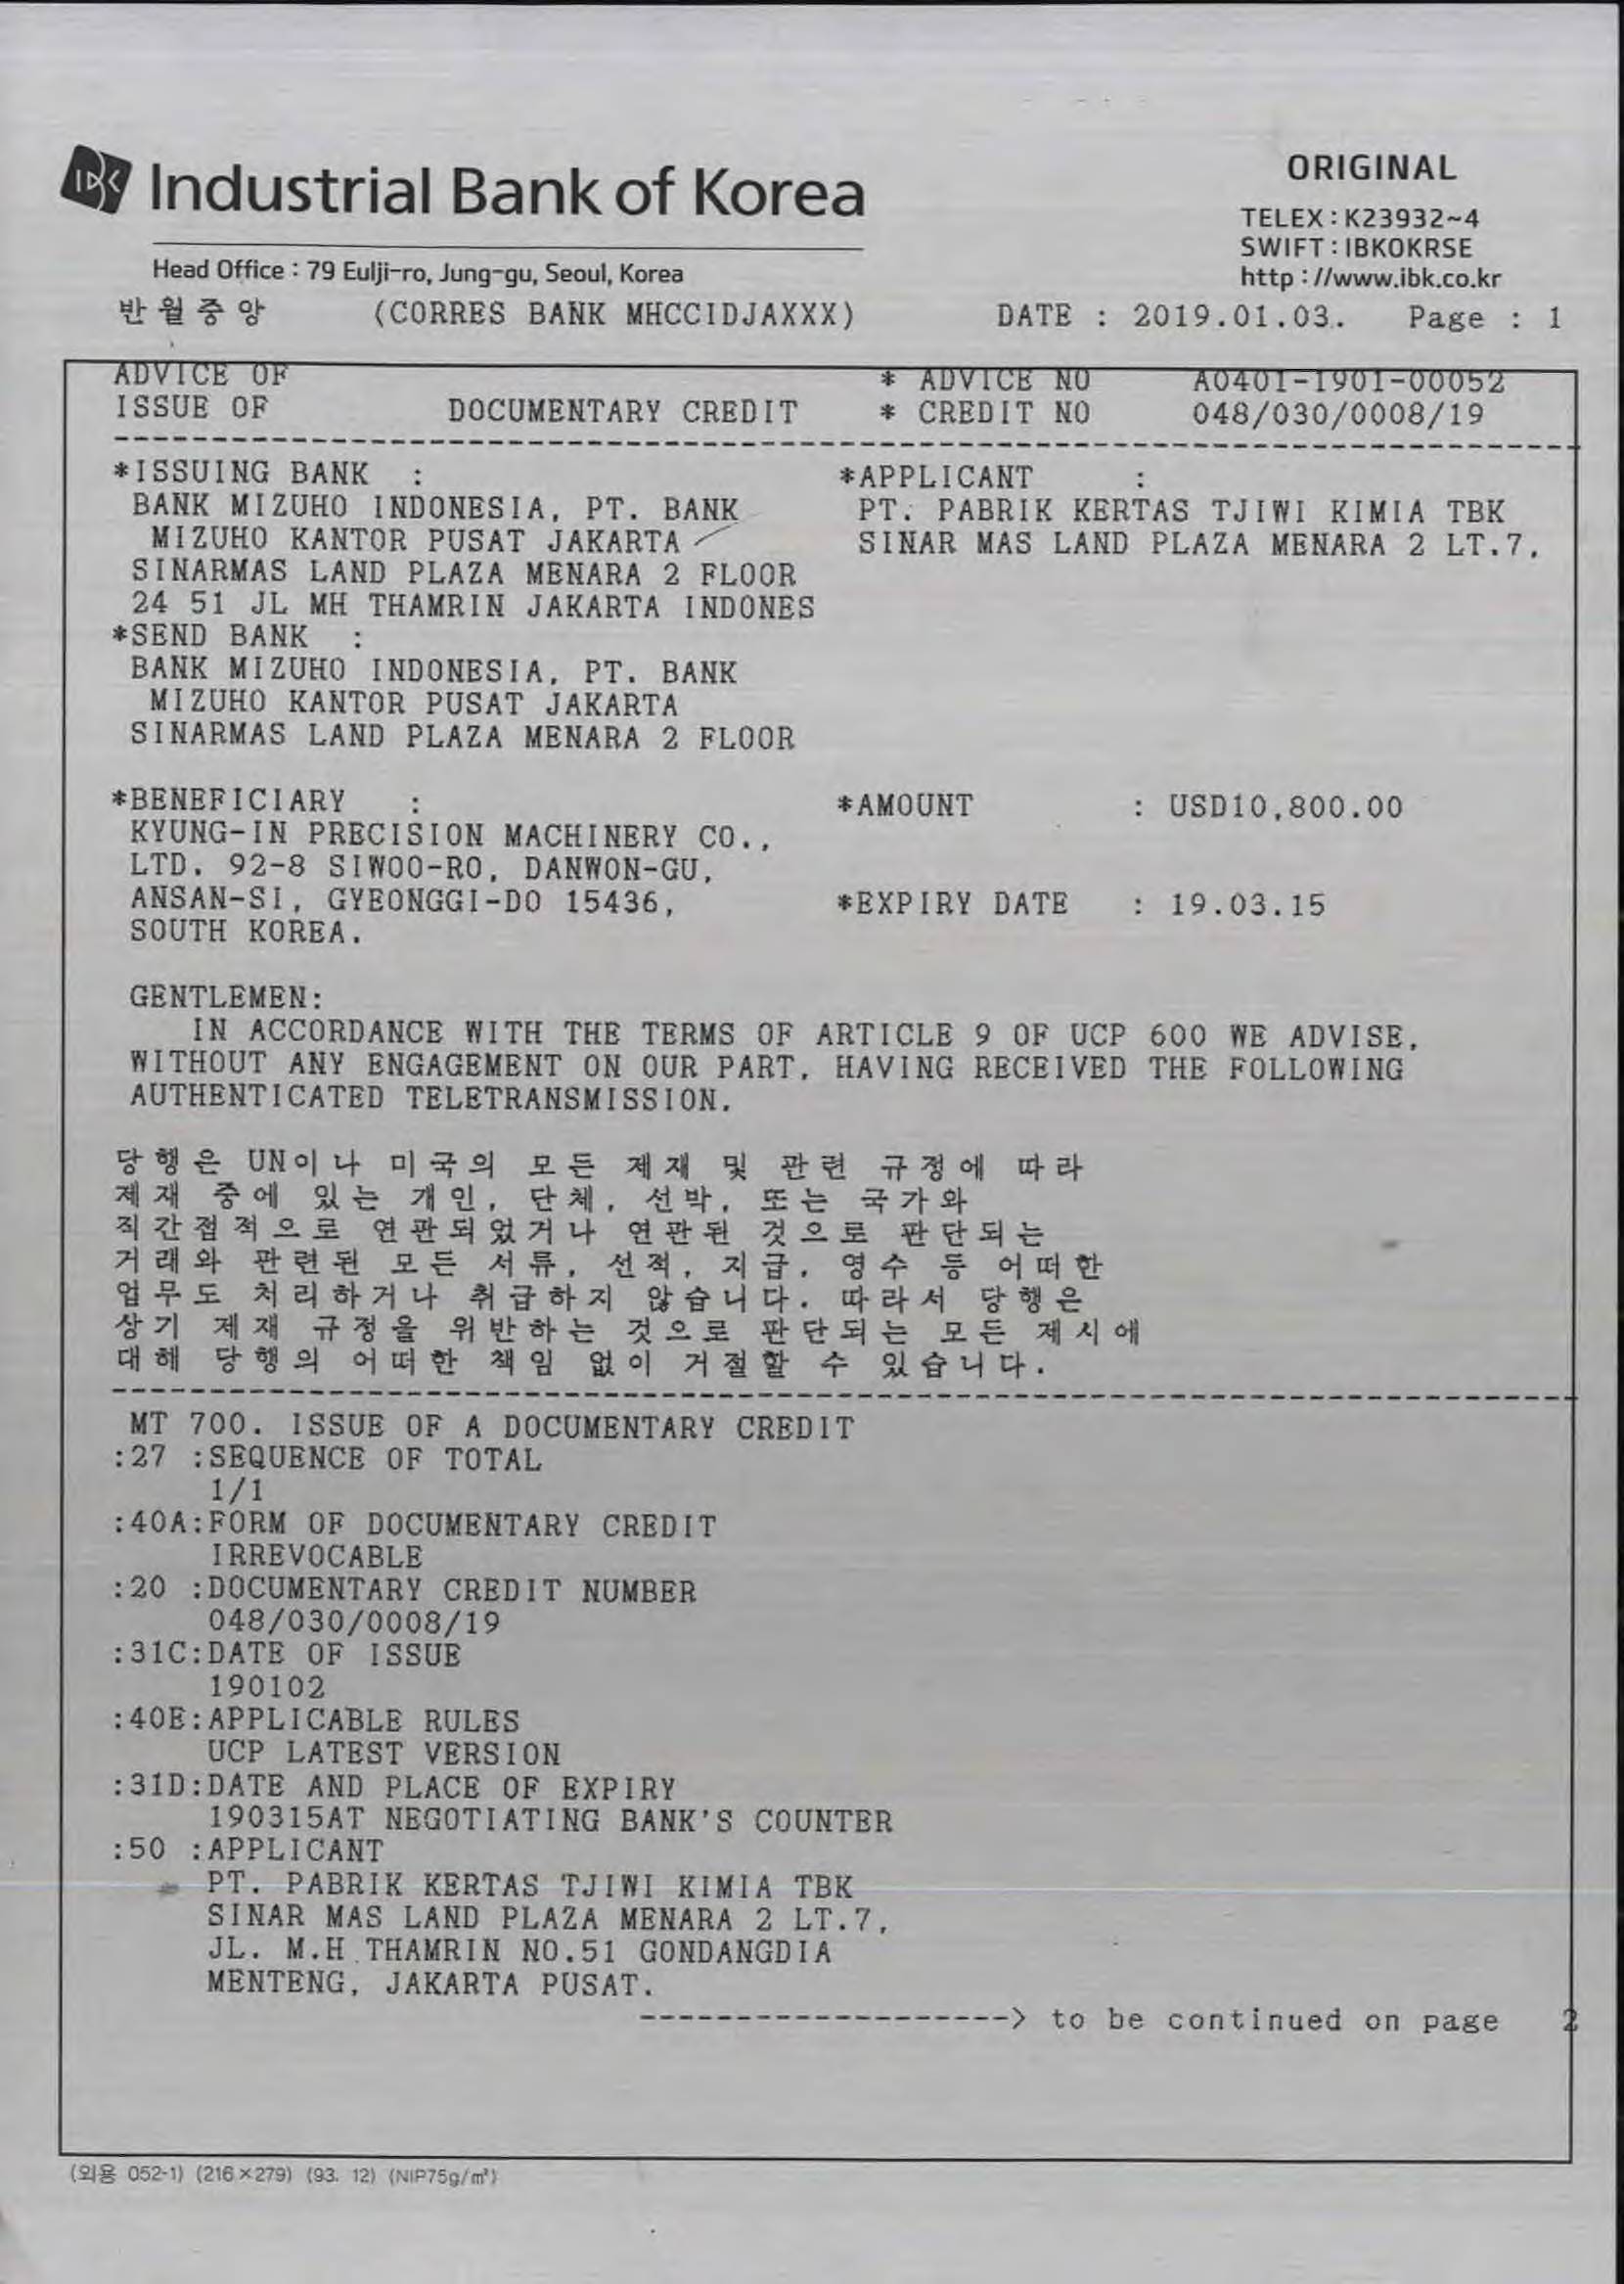 IBK Industrial Bank of Korea
ORIGINAL
TELEX : K23932~4
SWIFT : IBKOKRSE
Head Office : 79 Eulji-ro, Jung-gu, Seoul, Korea
http : //www.ibk.co.kr
반월중앙 (CORRES BANK MHCCIDJAXXX) DATE : 2019.01.03. Page : 1
ADVICE OF * ADVICE NO A0401-1901-00052
ISSUE OF DOCUMENTARY CREDIT * CREDIT NO 048/030/0008/19
*ISSUING BANK : *APPLICANT :
BANK MIZUHO INDONESIA, PT. BANK PT. PABRIK KERTAS TJIWI KIMIA TBK
MIZUHO KANTOR PUSAT JAKARTA SINAR MAS LAND PLAZA MENARA 2 LT.7,
SINARMAS LAND PLAZA MENARA 2 FLOOR
24 51 JL MH THAMRIN JAKARTA INDONES
*SEND BANK :
BANK MIZUHO INDONESIA, PT. BANK
MIZUHO KANTOR PUSAT JAKARTA
SINARMAS LAND PLAZA MENARA 2 FLOOR
*BENEFICIARY : *AMOUNT : USD10,800.00
KYUNG-IN PRECISION MACHINERY CO.,
LTD, 92-8 SIWOO-RO, DANWON-GU,
ANSAN-SI, GYEONGGI-DO 15436, *EXPIRY DATE : 19.03.15
SOUTH KOREA.
GENTLEMEN:
IN ACCORDANCE WITH THE TERMS OF ARTICLE 9 OF UCP 600 WE ADVISE,
WITHOUT ANY ENGAGEMENT ON OUR PART, HAVING RECEIVED THE FOLLOWING
AUTHENTICATED TELETRANSMISSION.
당행은 UN이나 미국의 모든 제재 및 관련 규정에 따라
제재 중에 있는 개인, 단체, 선박, 또는 국가와
직간접적으로 연관되었거나 연관된 것으로 판단되는
거래와 관련된 모든 서류, 선적, 지급, 영수 등 어떠한
업무도 처리하거나 취급하지 않습니다. 따라서 당행은
상기 제재 규정을 위반하는 것으로 판단되는 모든 제시에
대해 당행의 어떠한 책임 없이 거절할 수 있습니다.
MT 700. ISSUE OF A DOCUMENTARY CREDIT
:27 :SEQUENCE OF TOTAL
1/1
:40A:FORM OF DOCUMENTARY CREDIT
IRREVOCABLE
:20 :DOCUMENTARY CREDIT NUMBER
048/030/0008/19
:31C:DATE OF ISSUE
190102
:40E:APPLICABLE RULES
UCP LATEST VERSION
:31D:DATE AND PLACE OF EXPIRY
190315AT NEGOTIATING BANK'S COUNTER
:50 :APPLICANT
PT. PABRIK KERTAS TJIWI KIMIA TBK
SINAR MAS LAND PLAZA MENARA 2 LT.7,
JL. M.H THAMRIN NO.51 GONDANGDIA
MENTENG, JAKARTA PUSAT.
-------------------> to be continued on page 2
(외용 052-1) (216×279) (93. 12) (NIP75g/㎡)